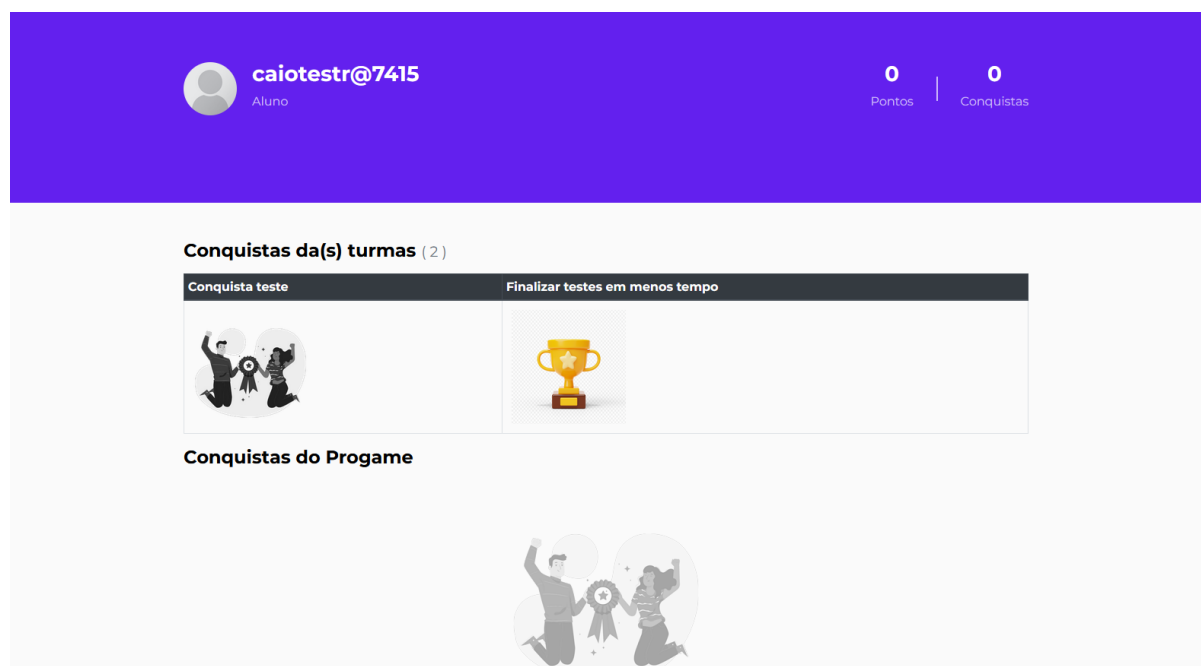 caiotestr@7415
Aluno
0
Pontos
0
Conquistas
Conquistas da(s) turmas ( 2 )
Conquista teste
Finalizar testes em menos tempo
Conquistas do Progame